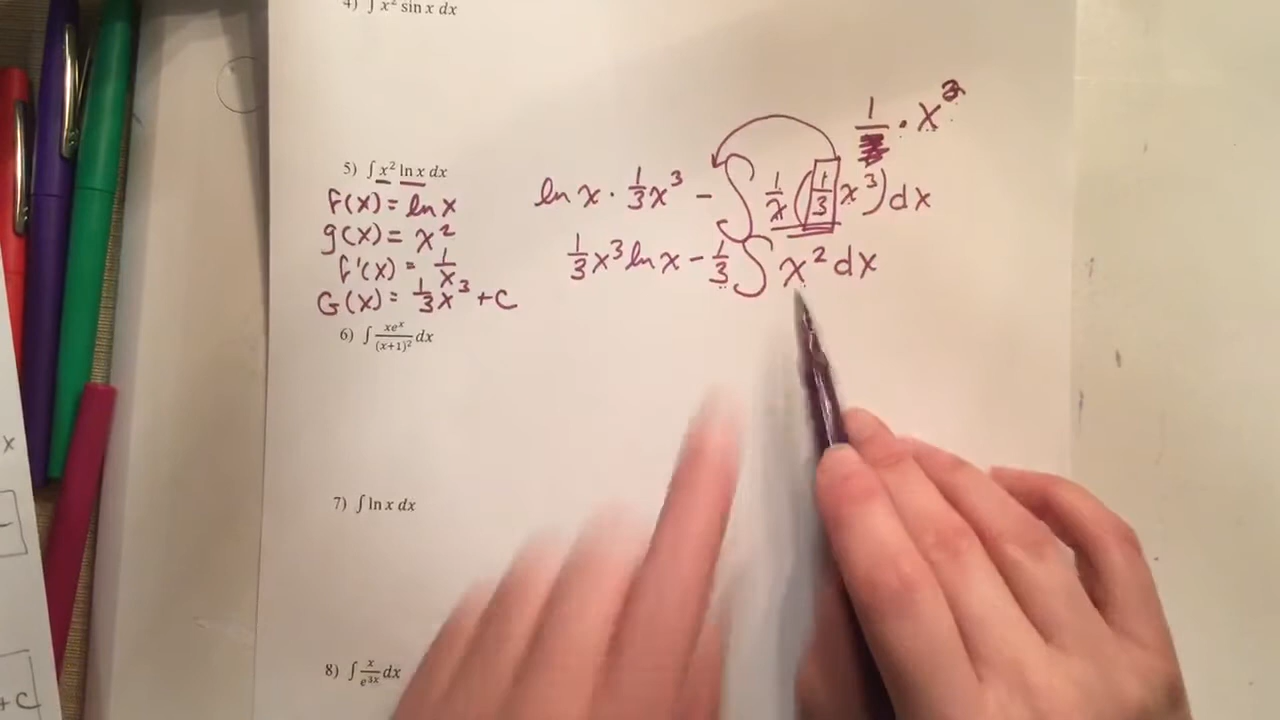 4) ∫ x² sin x dx
5) ∫ x² ln x dx
f(x) = ln x
g(x) = x²
f'(x) = 1/x
G(x) = 1/3 x³ + C
1/ · x²
ln x · 1/3 x³ - ∫ 1/x (1/3 x³) dx
1/3 x³ ln x - 1/3 ∫ x² dx
6) ∫ xeˣ/(x+1)² dx
7) ∫ ln x dx
8) ∫ x/e³ˣ dx
x
+C